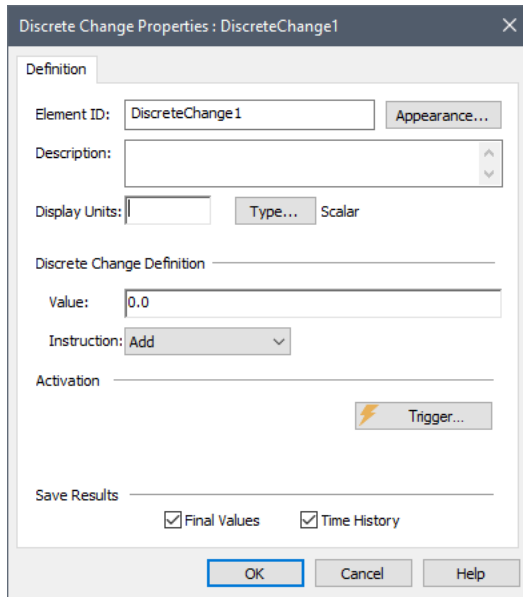 Discrete Change Properties : DiscreteChange1
Definition
Element ID: DiscreteChange1 Appearance...
Description:
Display Units: Type... Scalar
Discrete Change Definition
Value: 0.0
Instruction: Add
Activation
Trigger...
Save Results
Final Values Time History
OK Cancel Help